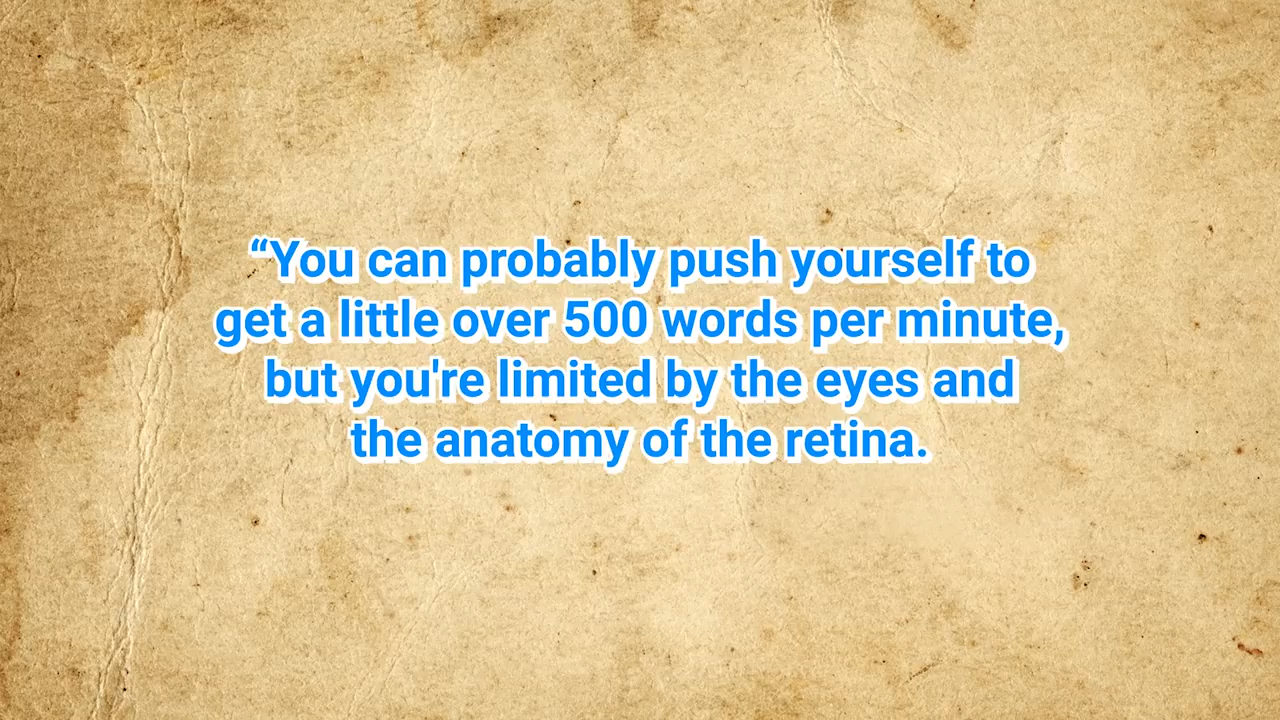 “You can probably push yourself to
get a little over 500 words per minute,
but you're limited by the eyes and
the anatomy of the retina.